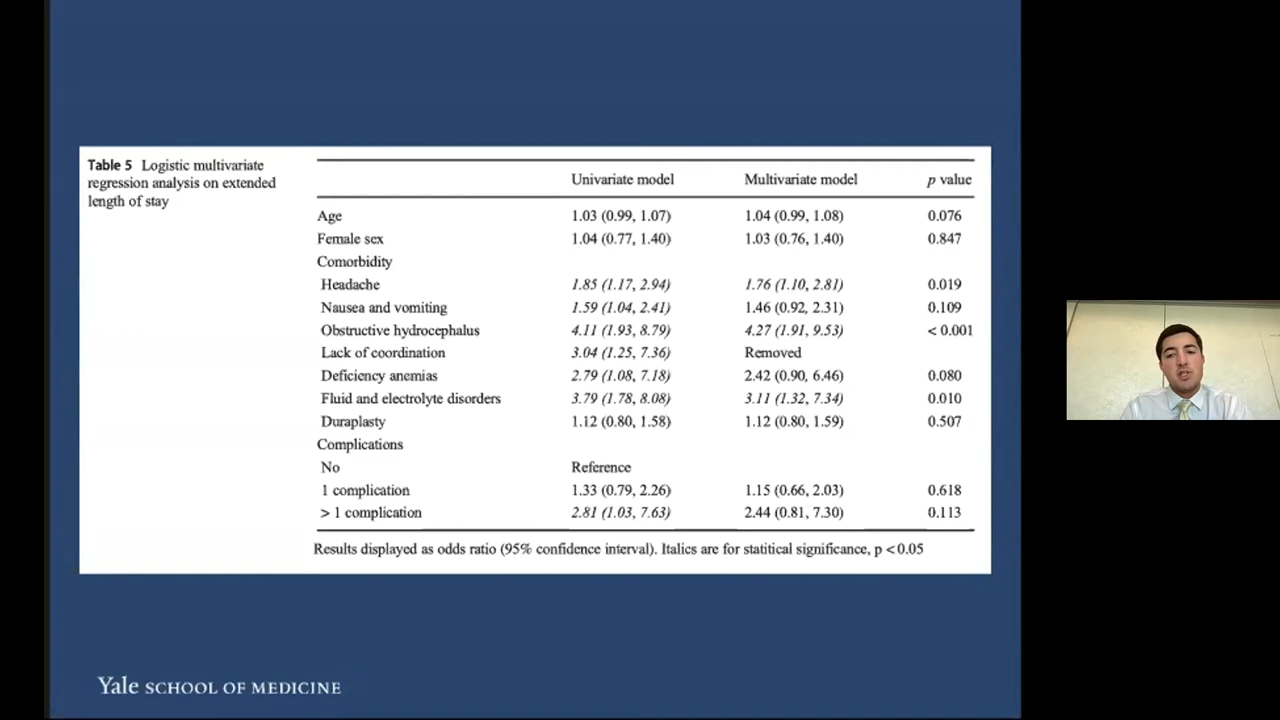 Table 5 Logistic multivariate
regression analysis on extended
length of stay
Univariate model Multivariate model p value
Age 1.03 (0.99, 1.07) 1.04 (0.99, 1.08) 0.076
Female sex 1.04 (0.77, 1.40) 1.03 (0.76, 1.40) 0.847
Comorbidity
Headache 1.85 (1.17, 2.94) 1.76 (1.10, 2.81) 0.019
Nausea and vomiting 1.59 (1.04, 2.41) 1.46 (0.92, 2.31) 0.109
Obstructive hydrocephalus 4.11 (1.93, 8.79) 4.27 (1.91, 9.53) < 0.001
Lack of coordination 3.04 (1.25, 7.36) Removed
Deficiency anemias 2.79 (1.08, 7.18) 2.42 (0.90, 6.46) 0.080
Fluid and electrolyte disorders 3.79 (1.78, 8.08) 3.11 (1.32, 7.34) 0.010
Duraplasty 1.12 (0.80, 1.58) 1.12 (0.80, 1.59) 0.507
Complications
No Reference
1 complication 1.33 (0.79, 2.26) 1.15 (0.66, 2.03) 0.618
> 1 complication 2.81 (1.03, 7.63) 2.44 (0.81, 7.30) 0.113
Results displayed as odds ratio (95% confidence interval). Italics are for statitical significance, p < 0.05
Yale SCHOOL OF MEDICINE